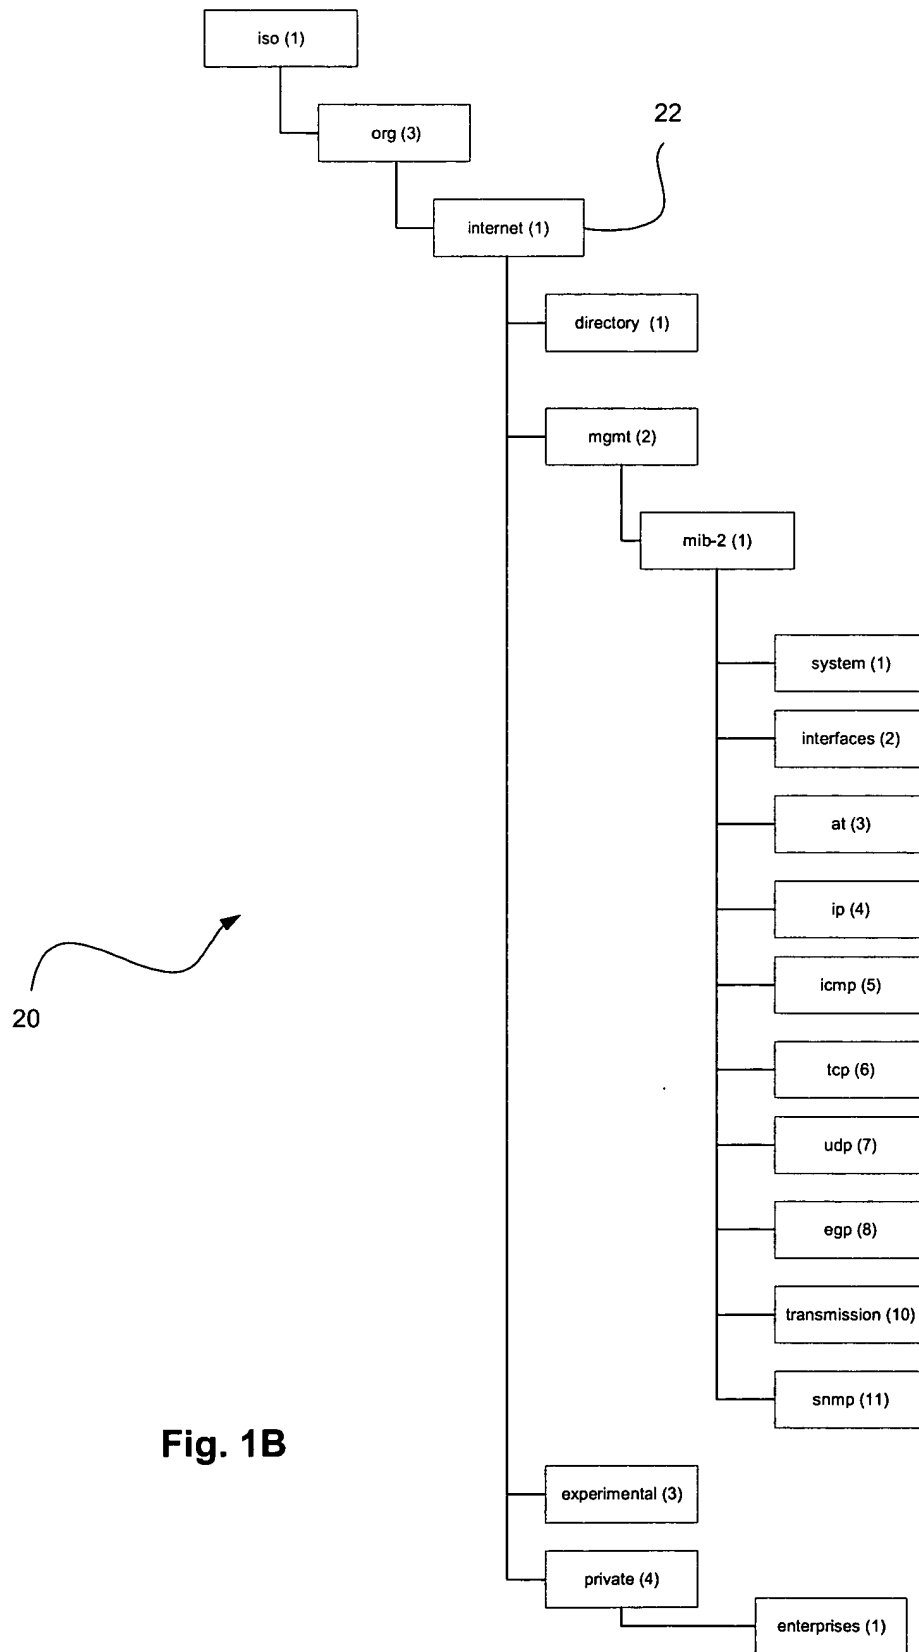 iso (1)
org (3)
22
internet (1)
directory (1)
mgmt (2)
mib-2 (1)
system (1)
interfaces (2)
at (3)
ip (4)
icmp (5)
20
tcp (6)
udp (7)
egp (8)
transmission (10)
snmp (11)
Fig. 1B
experimental (3)
private (4)
enterprises (1)